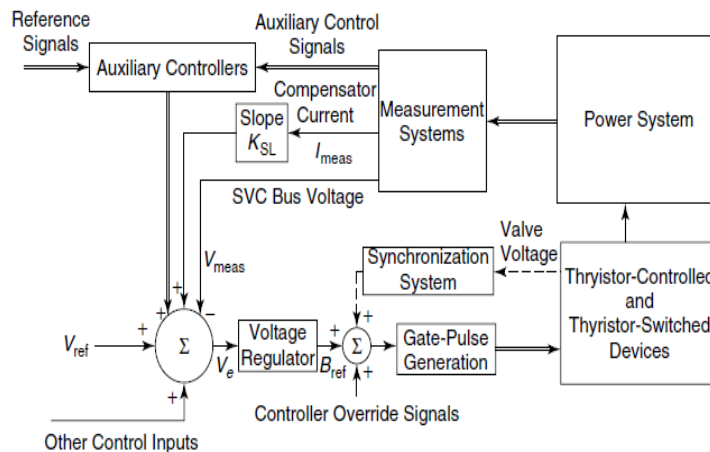 Reference
Signals
Auxiliary Controllers
Auxiliary Control
Signals
Compensator
Current
Slope
K_SL
I_meas
Measurement
Systems
Power System
SVC Bus Voltage
V_meas
Valve
Voltage
Synchronization
System
Thryistor-Controlled
and
Thyristor-Switched
Devices
+
+
−
+
V_ref
Σ
V_e
Voltage
Regulator
B_ref
+
+
Σ
+
Gate-Pulse
Generation
+
Controller Override Signals
Other Control Inputs